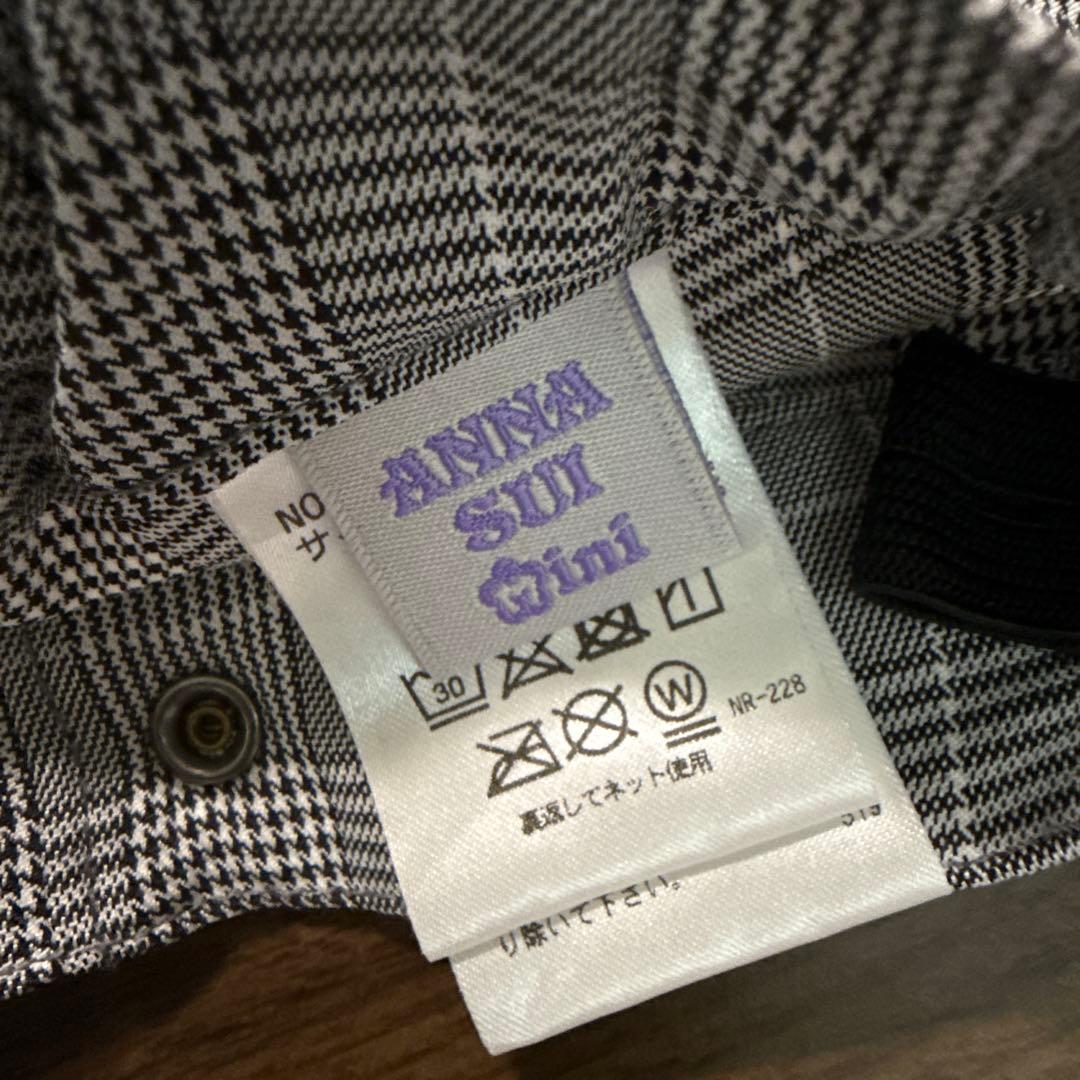 ANNA
SUI
mini
NO
サ
30
W
NR-228
裏返してネット使用
り除いて下さい。